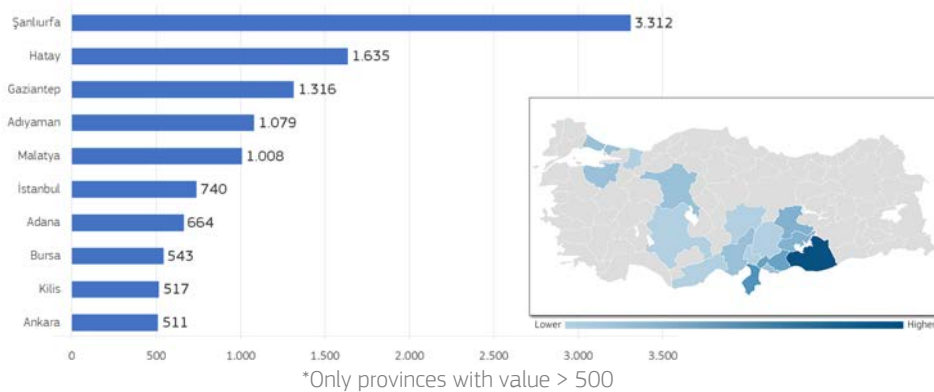 Şanlıurfa 3.312
Hatay 1.635
Gaziantep 1.316
Adıyaman 1.079
Malatya 1.008
İstanbul 740
Adana 664
Bursa 543
Kilis 517
Ankara 511
Lower Higher
0 500 1.000 1.500 2.000 2.500 3.000 3.500
*Only provinces with value > 500